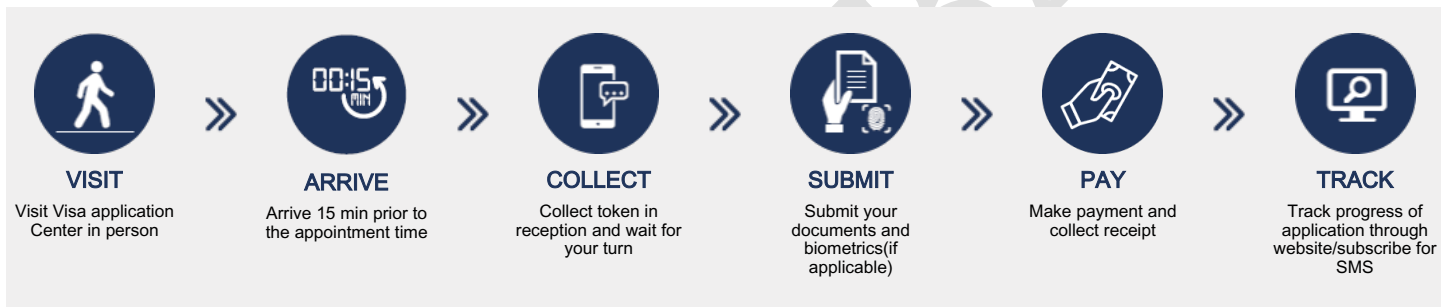 00:15
MIN
VISIT
Visit Visa application
Center in person
ARRIVE
Arrive 15 min prior to
the appointment time
COLLECT
Collect token in
reception and wait for
your turn
SUBMIT
Submit your
documents and
biometrics(if
applicable)
PAY
Make payment and
collect receipt
TRACK
Track progress of
application through
website/subscribe for
SMS